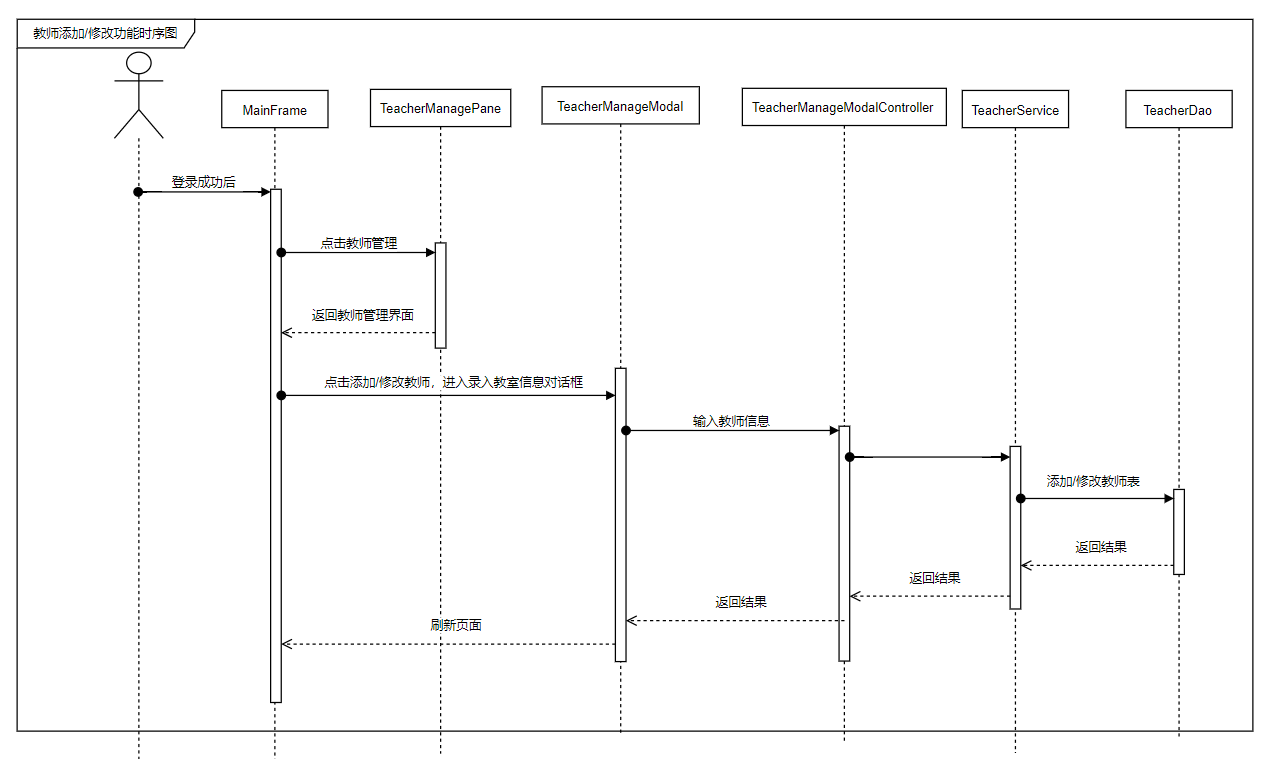 教师添加/修改功能时序图
MainFrame
TeacherManagePane
TeacherManageModal
TeacherManageModalController
TeacherService
TeacherDao
登录成功后
点击教师管理
返回教师管理界面
点击添加/修改教师，进入录入教室信息对话框
输入教师信息
添加/修改教师表
返回结果
返回结果
返回结果
刷新页面